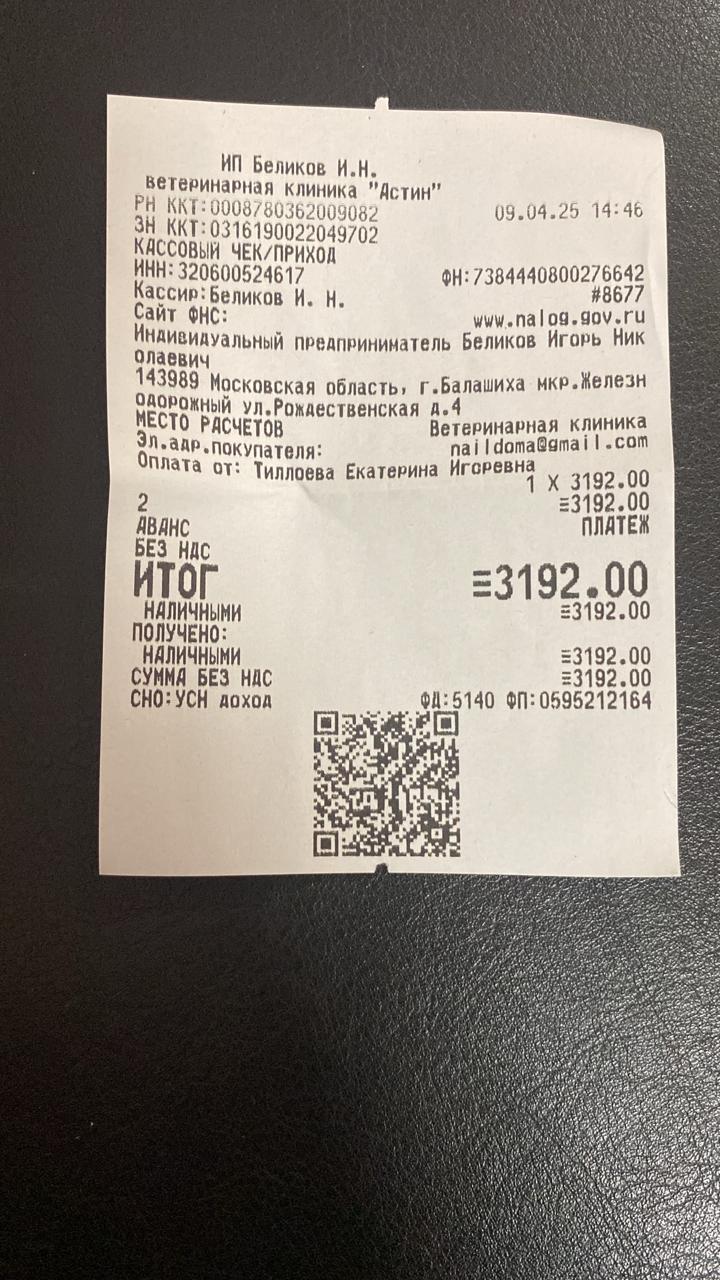 ИП Беликов И.Н.
ветеринарная клиника "Астин"
РН ККТ:0008780362009082 09.04.25 14:46
ЗН ККТ:0316190022049702
КАССОВЫЙ ЧЕК/ПРИХОД
ИНН:320600524617 ФН:7384440800276642
Кассир:Беликов И. Н. #8677
Сайт ФНС: www.nalog.gov.ru
Индивидуальный предприниматель Беликов Игорь Ник
олаевич
143989 Московская область, г.Балашиха мкр.Железн
одорожный ул.Рождественская д.4
МЕСТО РАСЧЕТОВ Ветеринарная клиника
Эл.адр.покупателя: naildoma@gmail.com
Оплата от: Тиллоева Екатерина Игоревна
1 X 3192.00
2 ≡3192.00
АВАНС ПЛАТЕЖ
БЕЗ НДС
ИТОГ ≡3192.00
НАЛИЧНЫМИ ≡3192.00
ПОЛУЧЕНО:
НАЛИЧНЫМИ ≡3192.00
СУММА БЕЗ НДС ≡3192.00
СНО:УСН доход ФД:5140 ФП:0595212164